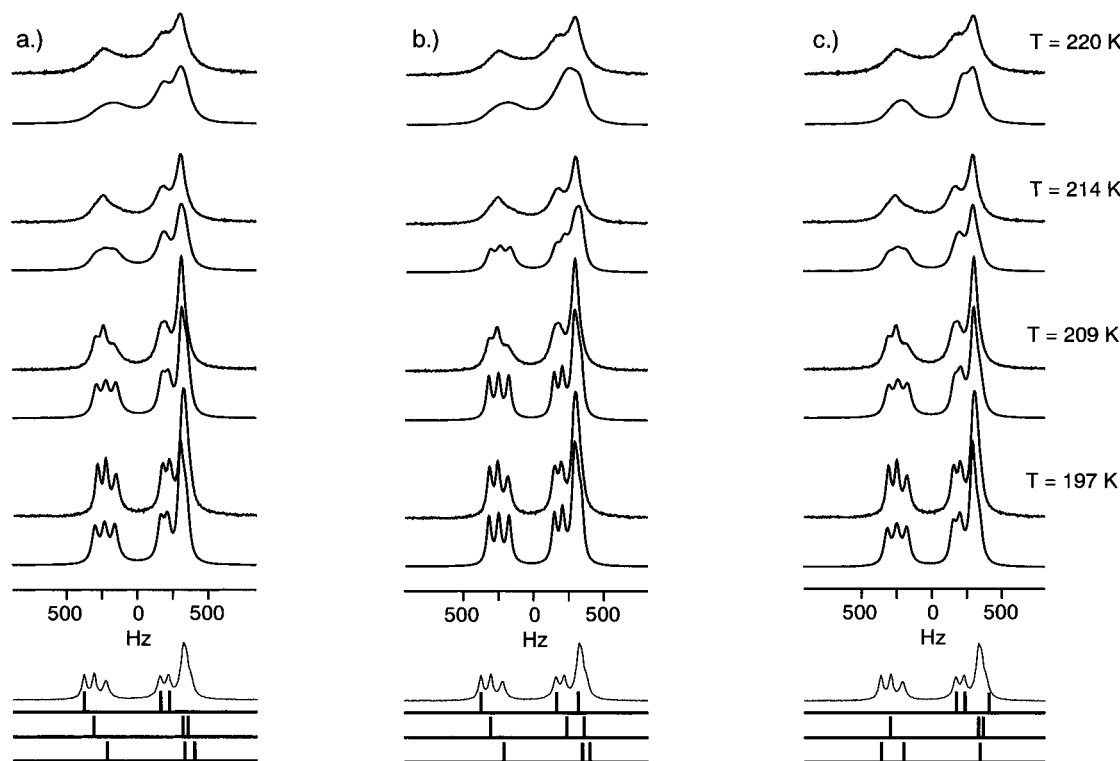 a.)
b.)
c.)
T = 220 K
T = 214 K
T = 209 K
T = 197 K
500 0 500
Hz
500 0 500
Hz
500 0 500
Hz